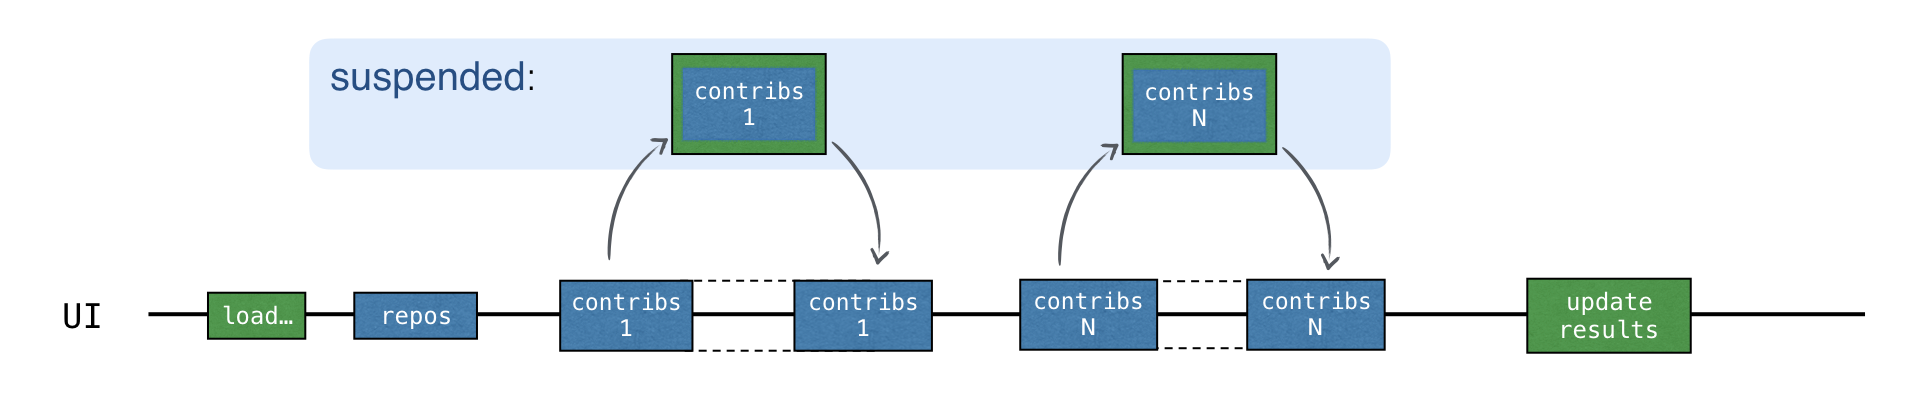 suspended:
contribs
1
contribs
N
UI
load…
repos
contribs
1
contribs
1
contribs
N
contribs
N
update
results